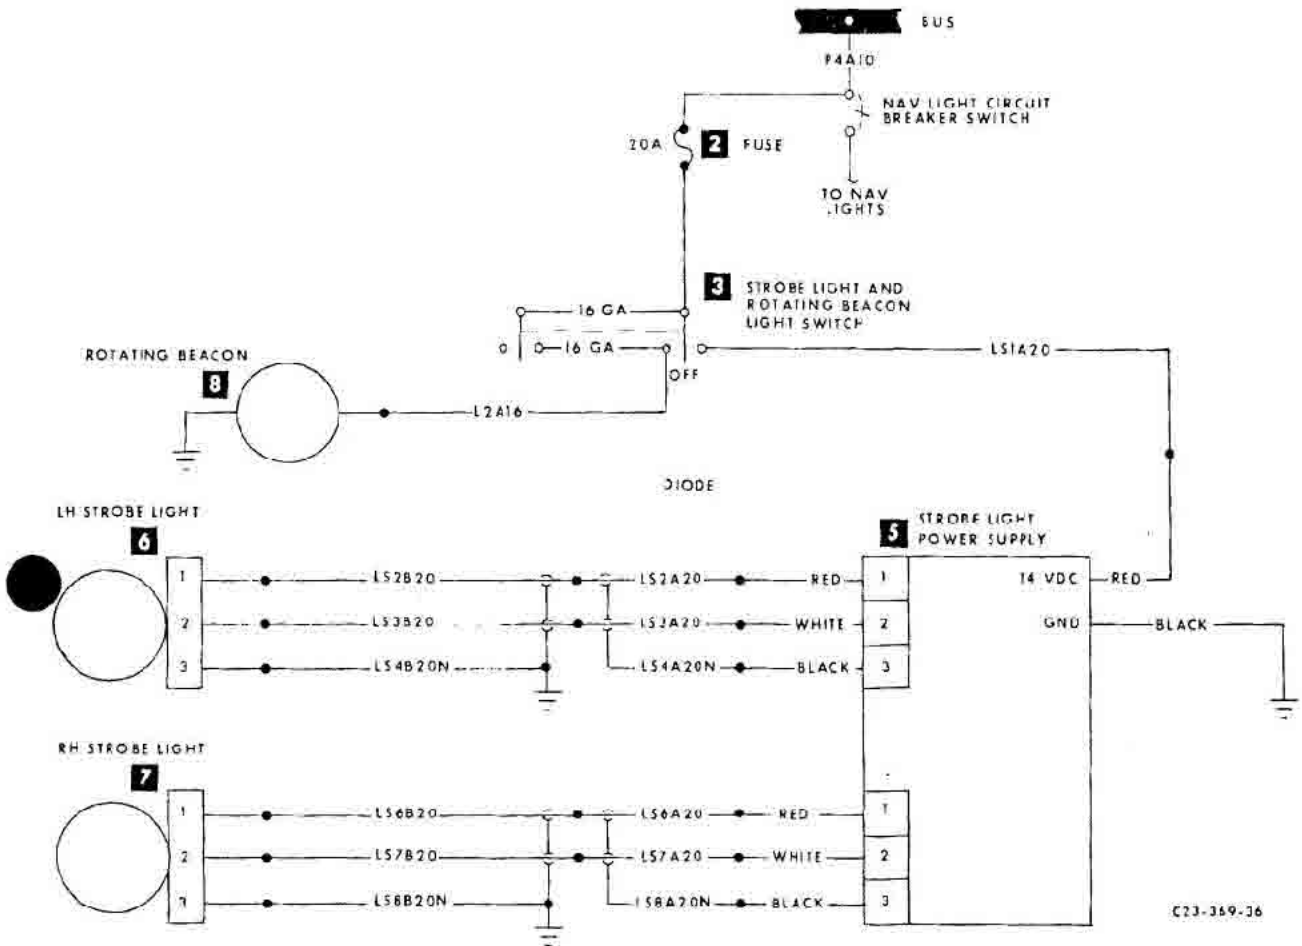 BUS
P4A10
NAV LIGHT CIRCUIT
BREAKER SWITCH
20A
2
FUSE
TO NAV
LIGHTS
3
STROBE LIGHT AND
ROTATING BEACON
LIGHT SWITCH
16 GA
16 GA
OFF
LS1A20
ROTATING BEACON
8
L2A16
DIODE
LH STROBE LIGHT
6
5
STROBE LIGHT
POWER SUPPLY
1
LS2B20
LS2A20
RED
1
14 VDC
RED
2
LS3B20
LS3A20
WHITE
2
GND
BLACK
3
LS4B20N
LS4A20N
BLACK
3
RH STROBE LIGHT
7
1
LS6B20
LS6A20
RED
1
2
LS7B20
LS7A20
WHITE
2
3
LS8B20N
LS8A20N
BLACK
3
C23-369-36